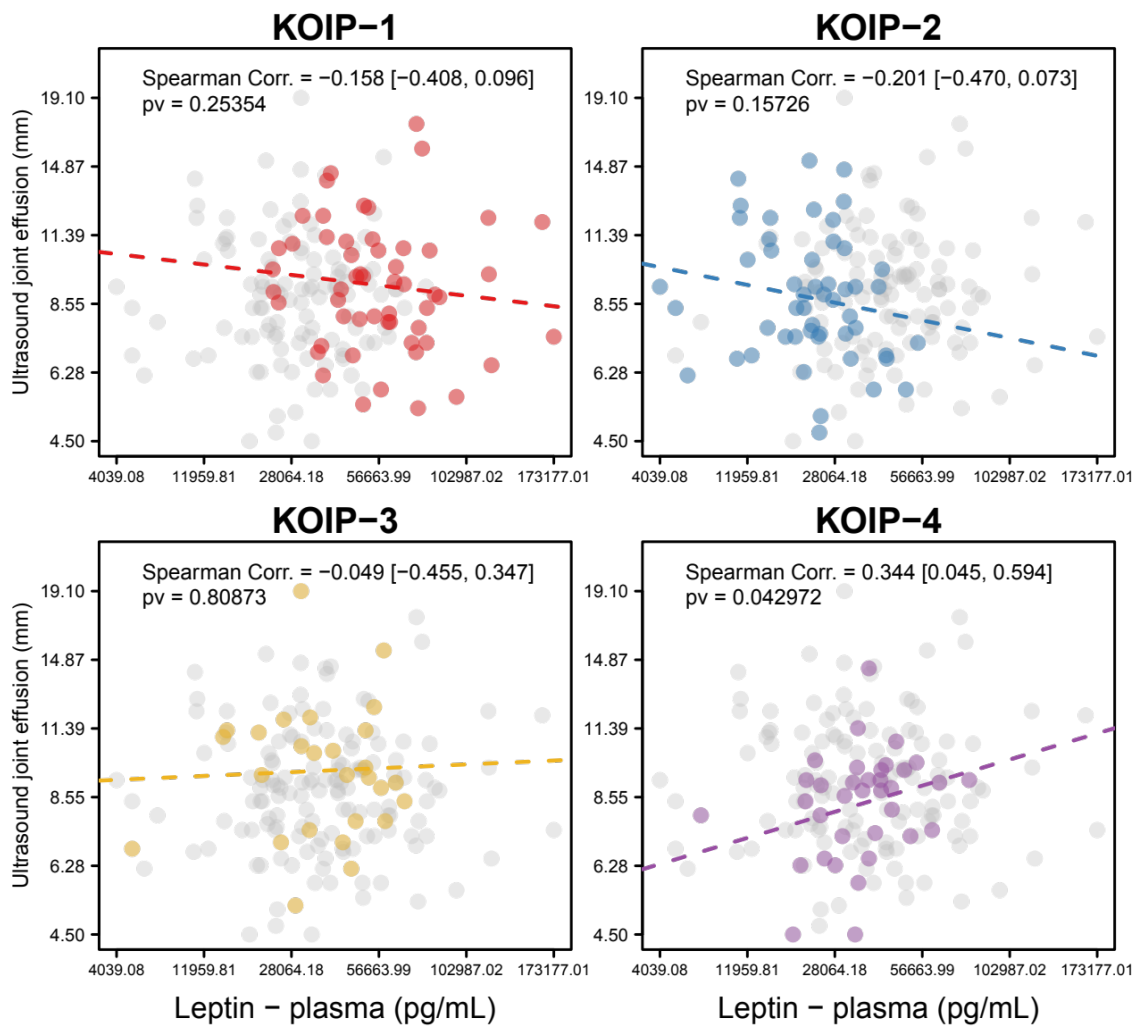 KOIP−1
Spearman Corr. = −0.158 [−0.408, 0.096]
pv = 0.25354
Ultrasound joint effusion (mm)
19.10
14.87
11.39
8.55
6.28
4.50
4039.08 11959.81 28064.18 56663.99 102987.02 173177.01
KOIP−2
Spearman Corr. = −0.201 [−0.470, 0.073]
pv = 0.15726
19.10
14.87
11.39
8.55
6.28
4.50
4039.08 11959.81 28064.18 56663.99 102987.02 173177.01
KOIP−3
Spearman Corr. = −0.049 [−0.455, 0.347]
pv = 0.80873
Ultrasound joint effusion (mm)
19.10
14.87
11.39
8.55
6.28
4.50
4039.08 11959.81 28064.18 56663.99 102987.02 173177.01
Leptin − plasma (pg/mL)
KOIP−4
Spearman Corr. = 0.344 [0.045, 0.594]
pv = 0.042972
19.10
14.87
11.39
8.55
6.28
4.50
4039.08 11959.81 28064.18 56663.99 102987.02 173177.01
Leptin − plasma (pg/mL)